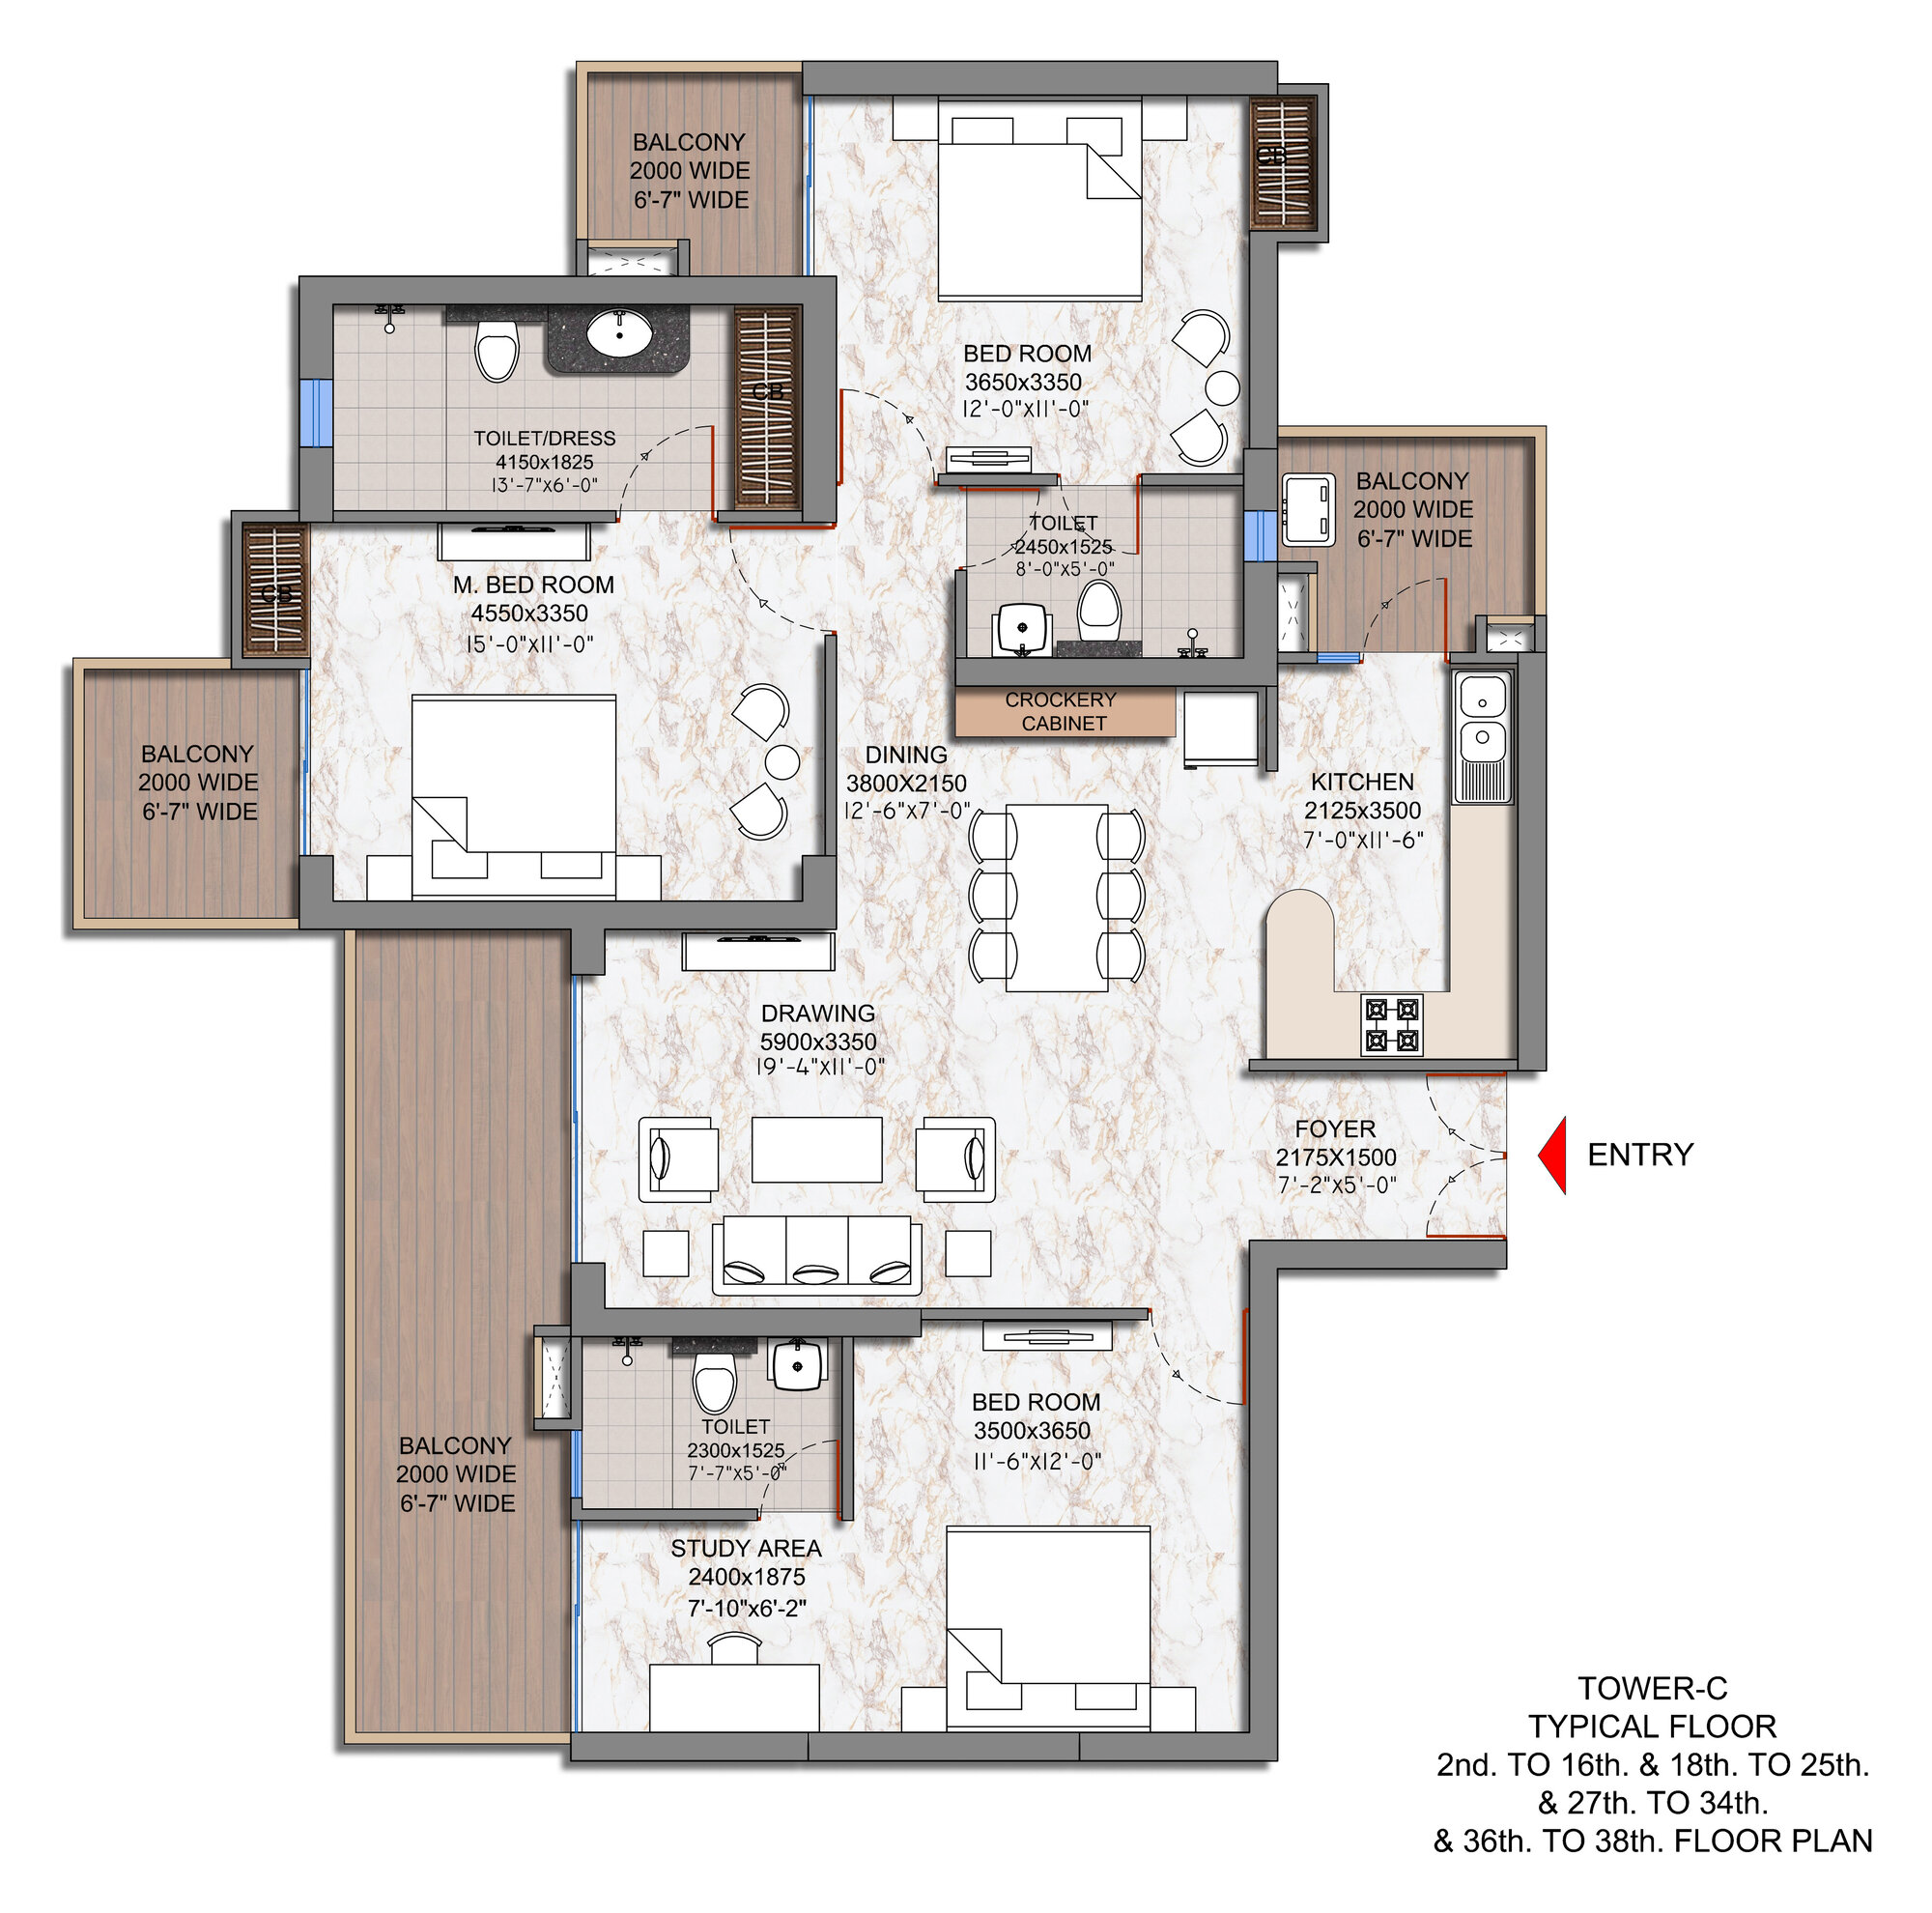 BALCONY
2000 WIDE
6'-7" WIDE
CB
BED ROOM
3650x3350
12'-0"x11'-0"
CB
TOILET/DRESS
4150x1825
13'-7"x6'-0"
BALCONY
2000 WIDE
6'-7" WIDE
TOILET
2450x1525
8'-0"x5'-0"
CB
M. BED ROOM
4550x3350
15'-0"x11'-0"
CROCKERY
CABINET
BALCONY
2000 WIDE
6'-7" WIDE
DINING
3800X2150
12'-6"x7'-0"
KITCHEN
2125x3500
7'-0"x11'-6"
DRAWING
5900x3350
19'-4"x11'-0"
FOYER
2175X1500
7'-2"x5'-0"
ENTRY
BALCONY
2000 WIDE
6'-7" WIDE
TOILET
2300x1525
7'-7"x5'-0"
BED ROOM
3500x3650
11'-6"x12'-0"
STUDY AREA
2400x1875
7'-10"x6'-2"
TOWER-C
TYPICAL FLOOR
2nd. TO 16th. & 18th. TO 25th.
& 27th. TO 34th.
& 36th. TO 38th. FLOOR PLAN